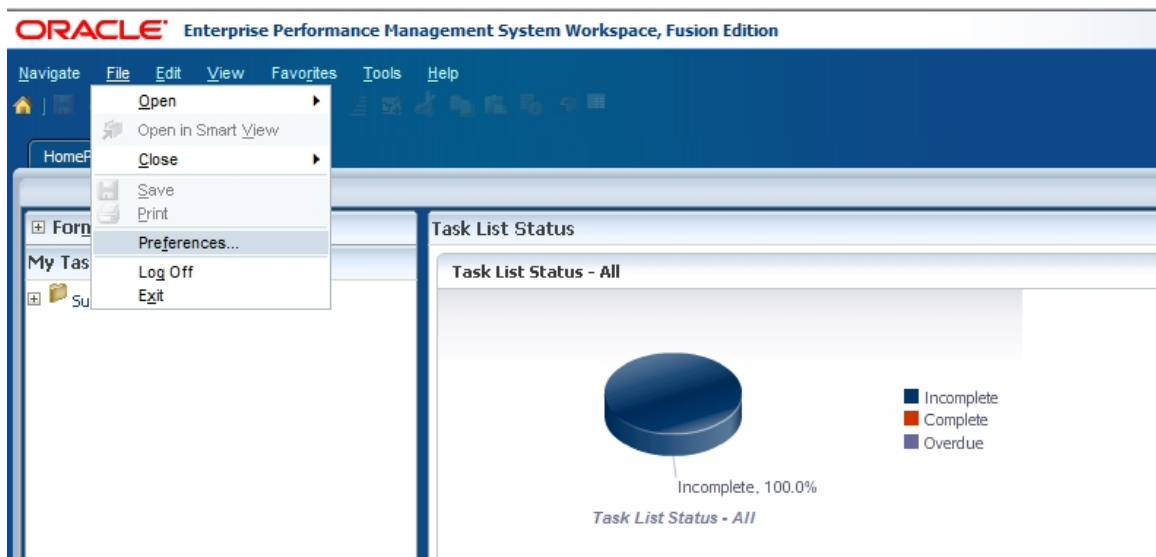 ORACLE Enterprise Performance Management System Workspace, Fusion Edition
Navigate File Edit View Favorites Tools Help
Open
Open in Smart View
Close
Save
Print
Preferences...
Log Off
Exit
HomeP
Form
My Tas
Su
Task List Status
Task List Status - All
Incomplete
Complete
Overdue
Incomplete, 100.0%
Task List Status - All